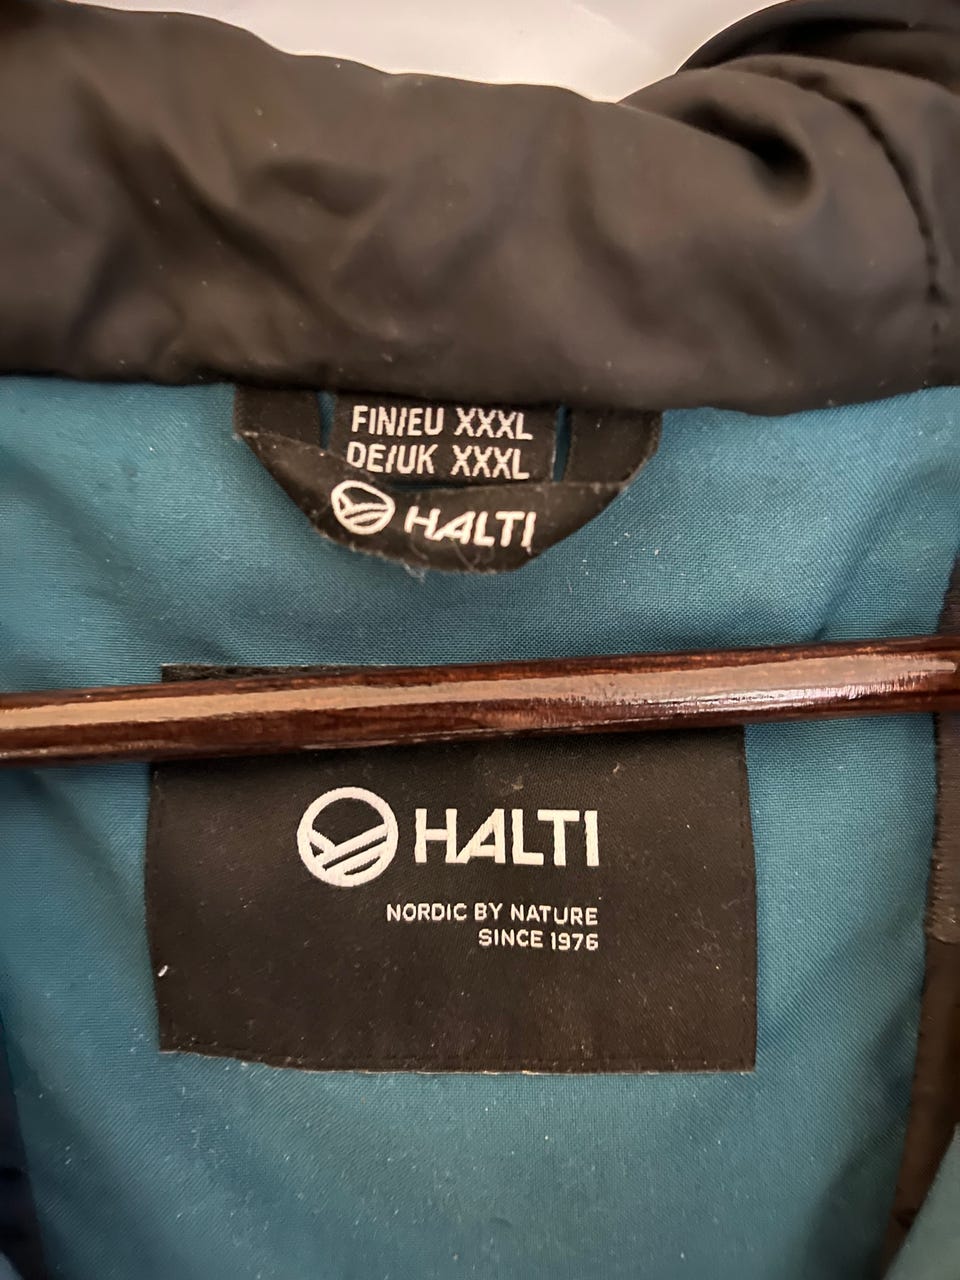 FIN/EU XXXL
DE/UK XXXL
HALTI
HALTI
NORDIC BY NATURE
SINCE 1976